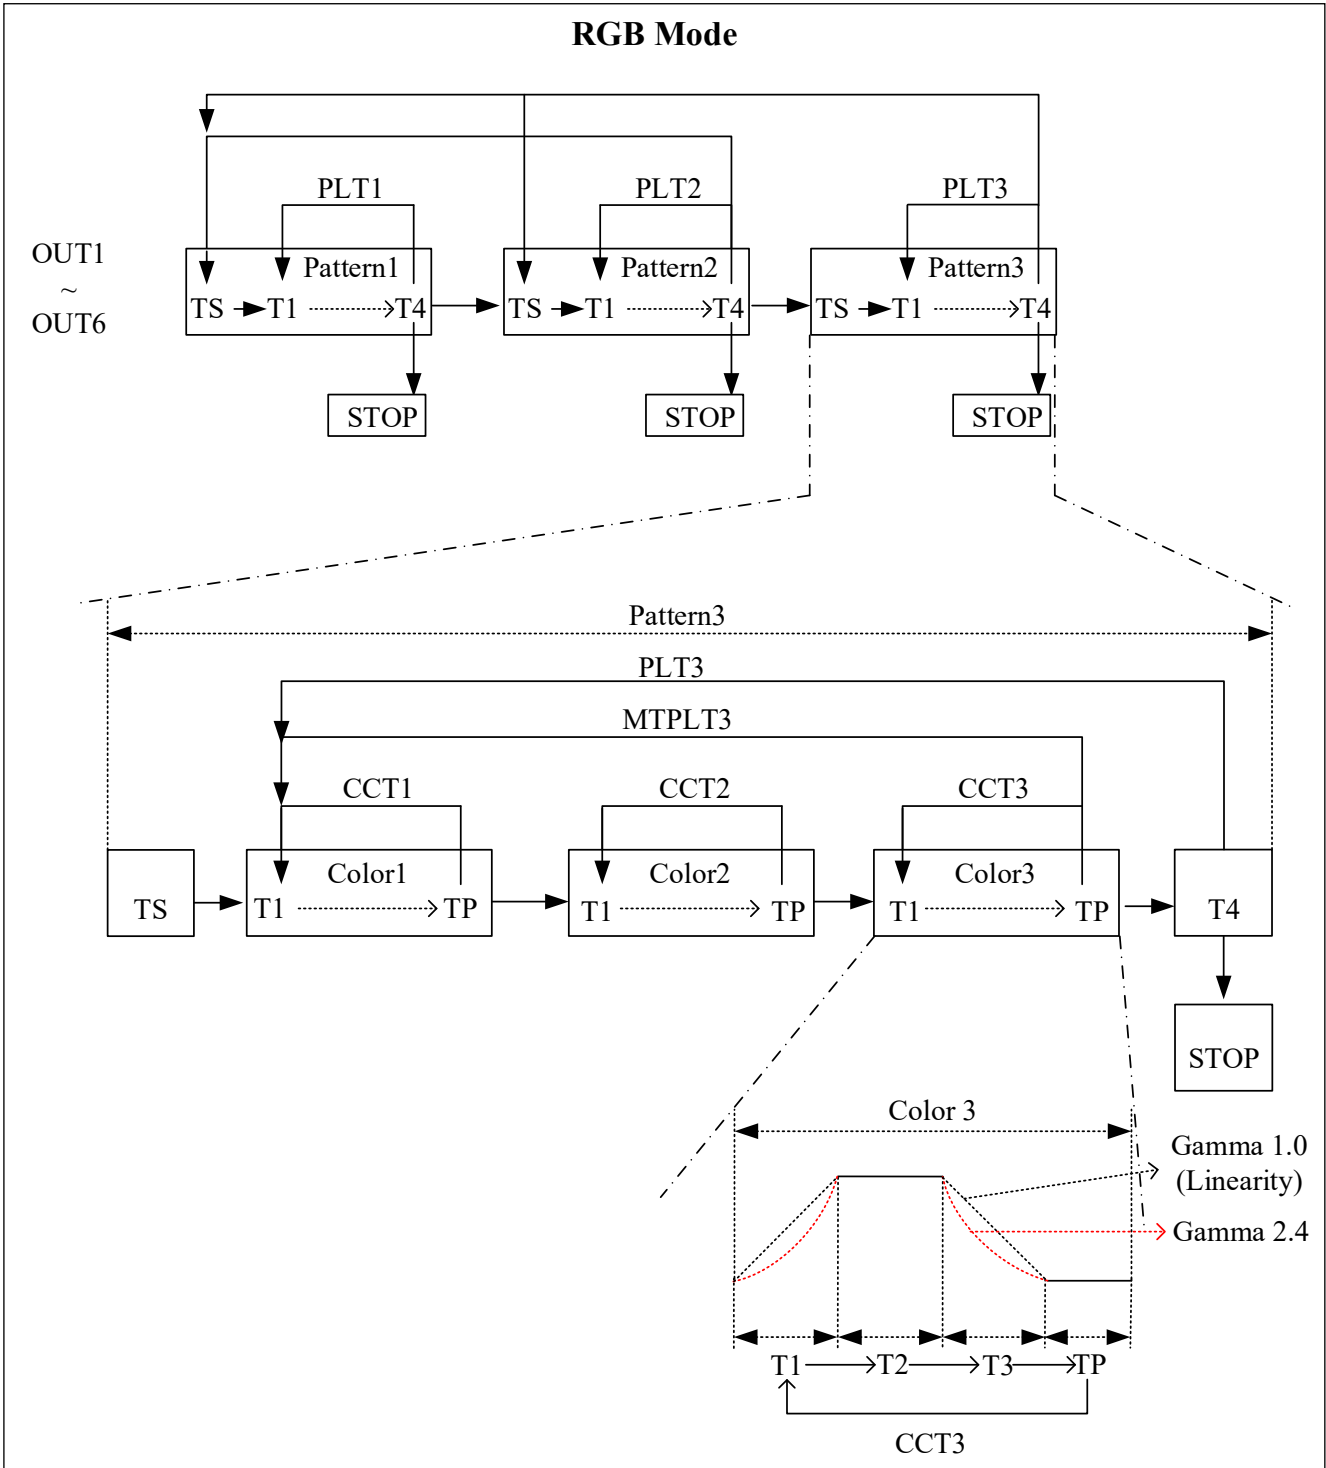 RGB Mode
PLT1
PLT2
PLT3
OUT1
~
OUT6
Pattern1
Pattern2
Pattern3
TS T1 T4
TS T1 T4
TS T1 T4
STOP
STOP
STOP
Pattern3
PLT3
MTPLT3
CCT1
CCT2
CCT3
Color1
Color2
Color3
TS
T1 TP
T1 TP
T1 TP
T4
STOP
Color 3
Gamma 1.0
(Linearity)
Gamma 2.4
T1 T2 T3 TP
CCT3